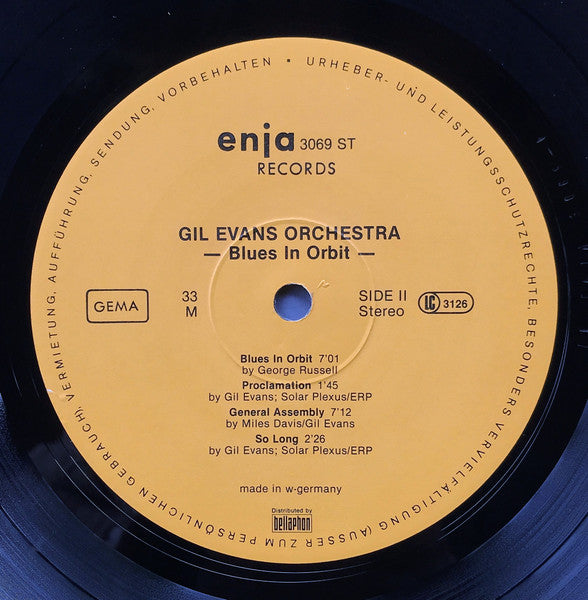 URHEBER- UND LEISTUNGSSCHUTZRECHTE, BESONDERS VERVIELFÄLTIGUNG (AUSSER ZUM PERSÖNLICHEN GEBRAUCH), VERMIETUNG, AUFFÜHRUNG, SENDUNG, VORBEHALTEN •
enja 3069 ST
RECORDS
GIL EVANS ORCHESTRA
— Blues In Orbit —
GEMA
33
M
SIDE II
Stereo
LC 3126
Blues In Orbit 7'01
by George Russell
Proclamation 1'45
by Gil Evans; Solar Plexus/ERP
General Assembly 7'12
by Miles Davis/Gil Evans
So Long 2'26
by Gil Evans; Solar Plexus/ERP
made in w-germany
Distributed by
bellaphon